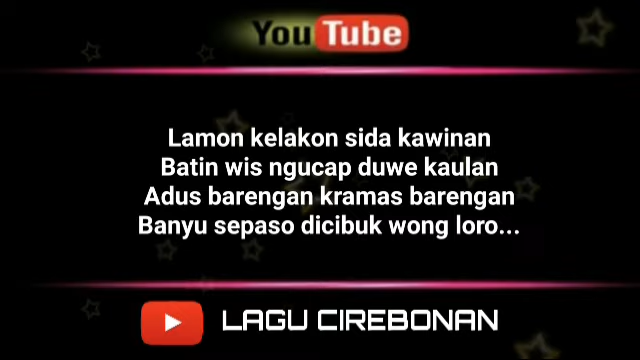 YouTube
Lamon kelakon sida kawinan
Batin wis ngucap duwe kaulan
Adus barengan kramas barengan
Banyu sepaso dicibuk wong loro...
LAGU CIREBONAN